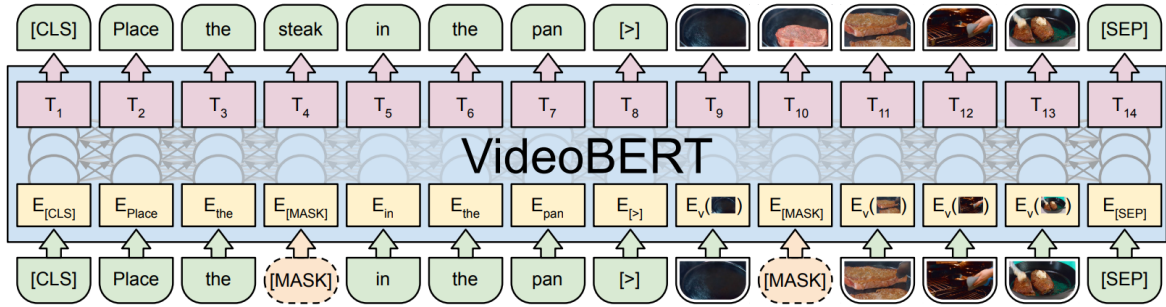 [CLS] Place the steak in the pan [>] [SEP]
T1 T2 T3 T4 T5 T6 T7 T8 T9 T10 T11 T12 T13 T14
VideoBERT
E[CLS] EPlace Ethe E[MASK] Ein Ethe Epan E[>] Ev( ) E[MASK] Ev( ) Ev( ) Ev( ) E[SEP]
[CLS] Place the [MASK] in the pan [>] [MASK] [SEP]